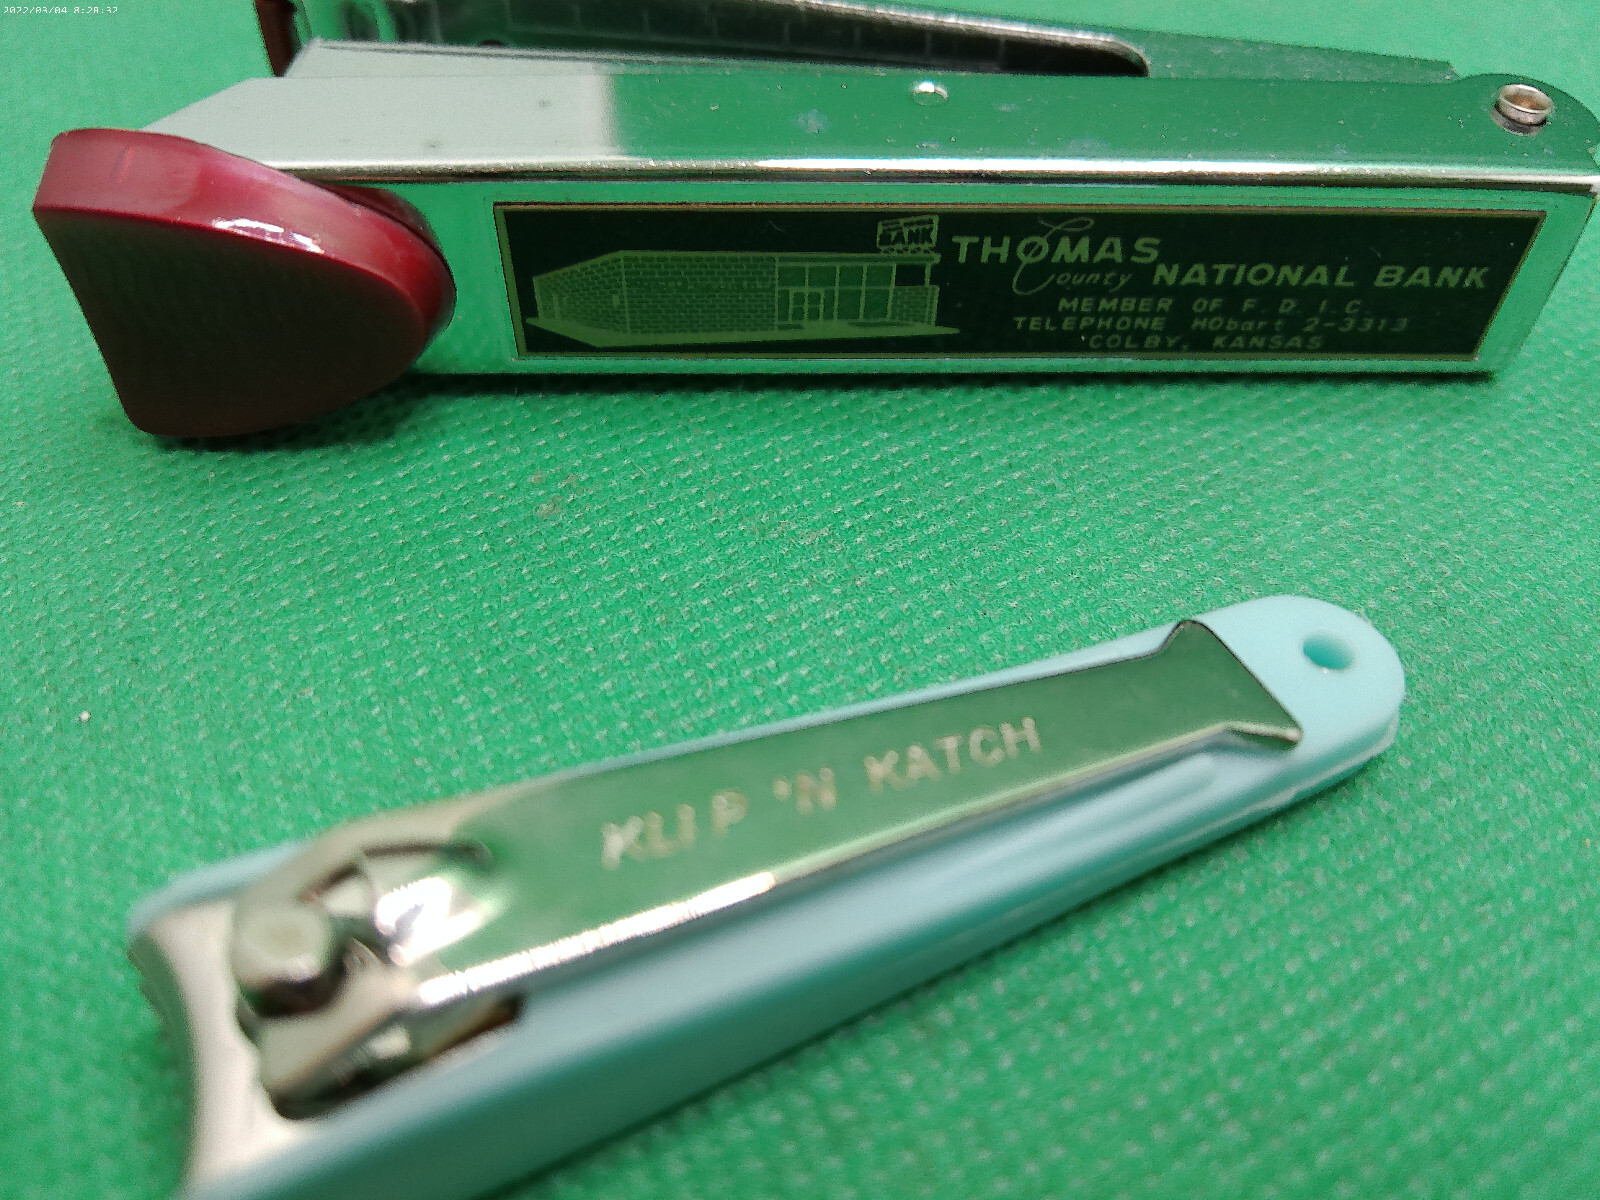 2022/03/04 8:28:32
BANK
THOMAS
County NATIONAL BANK
MEMBER OF F.D.I.C.
TELEPHONE HObart 2-3313
COLBY, KANSAS
KLIP 'N KATCH